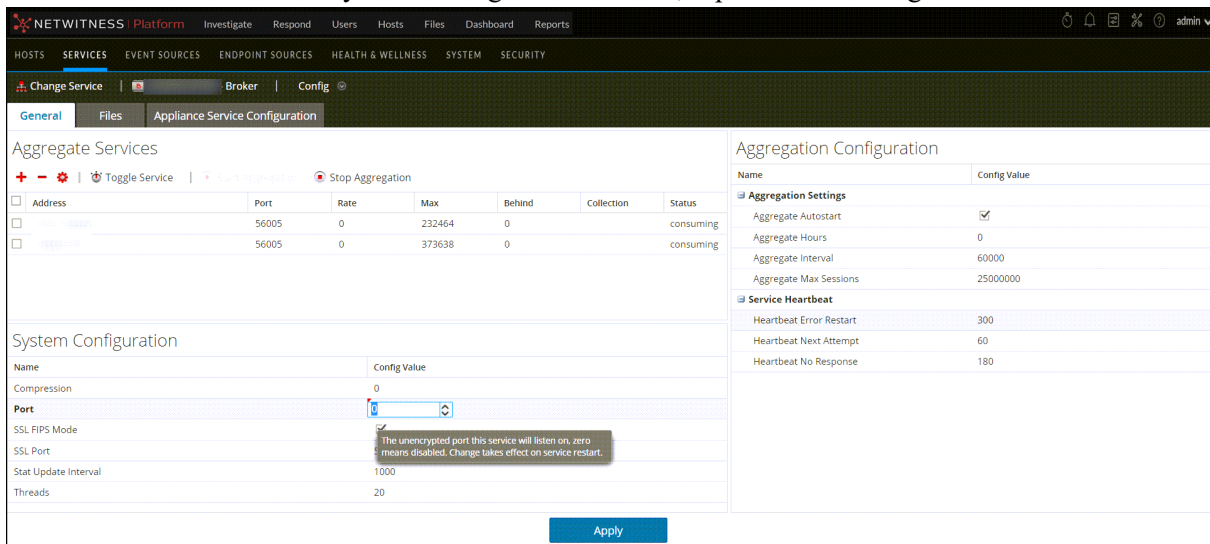 NETWITNESS | Platform Investigate Respond Users Hosts Files Dashboard Reports admin
HOSTS SERVICES EVENT SOURCES ENDPOINT SOURCES HEALTH & WELLNESS SYSTEM SECURITY
Change Service | Broker | Config
General Files Appliance Service Configuration
Aggregate Services
Toggle Service | Stop Aggregation
Address Port Rate Max Behind Collection Status
56005 0 232464 0 consuming
56005 0 373638 0 consuming
System Configuration
Name Config Value
Compression 0
Port 0
SSL FIPS Mode
The unencrypted port this service will listen on, zero
means disabled. Change takes effect on service restart.
SSL Port
Stat Update Interval 1000
Threads 20
Aggregation Configuration
Name Config Value
Aggregation Settings
Aggregate Autostart
Aggregate Hours 0
Aggregate Interval 60000
Aggregate Max Sessions 25000000
Service Heartbeat
Heartbeat Error Restart 300
Heartbeat Next Attempt 60
Heartbeat No Response 180
Apply